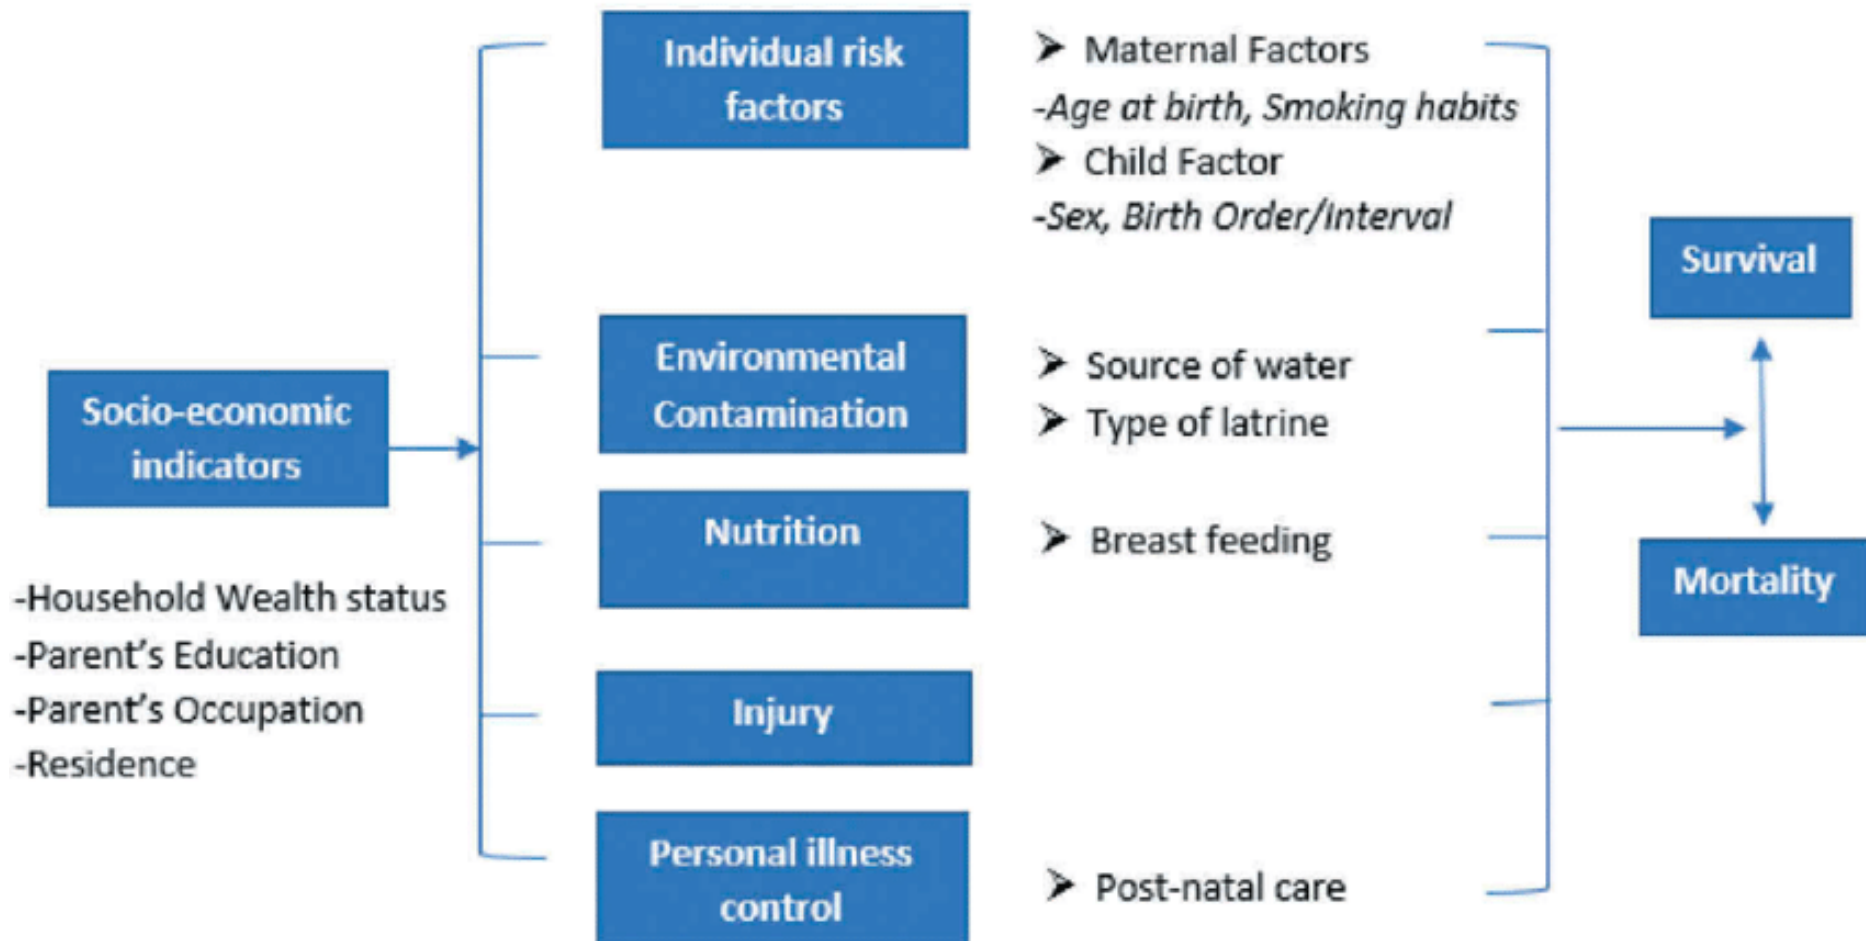 Individual risk
factors
➤ Maternal Factors
-Age at birth, Smoking habits
➤ Child Factor
-Sex, Birth Order/Interval
Survival
Environmental
Contamination
➤ Source of water
➤ Type of latrine
Socio-economic
indicators
Nutrition
➤ Breast feeding
Mortality
-Household Wealth status
-Parent's Education
-Parent's Occupation
-Residence
Injury
Personal illness
control
➤ Post-natal care